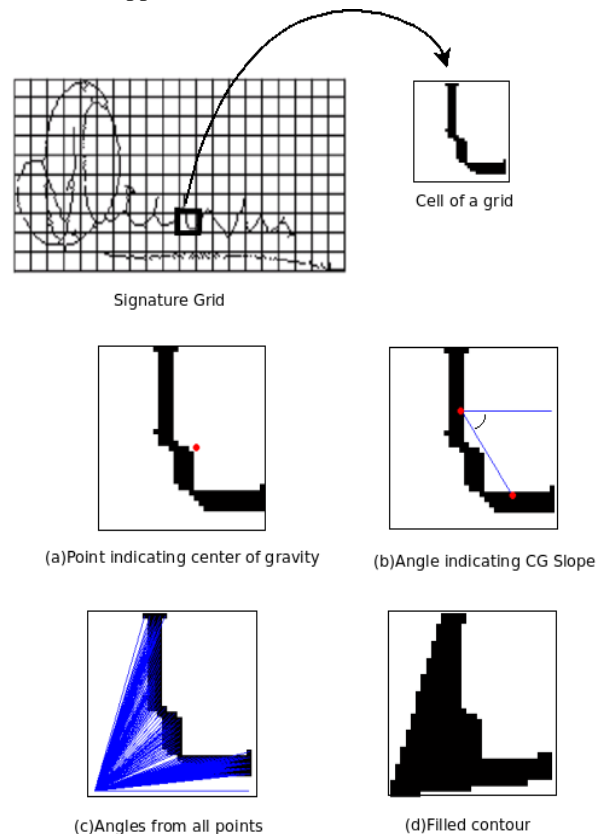 Cell of a grid
Signature Grid
(a)Point indicating center of gravity
(b)Angle indicating CG Slope
(c)Angles from all points
(d)Filled contour